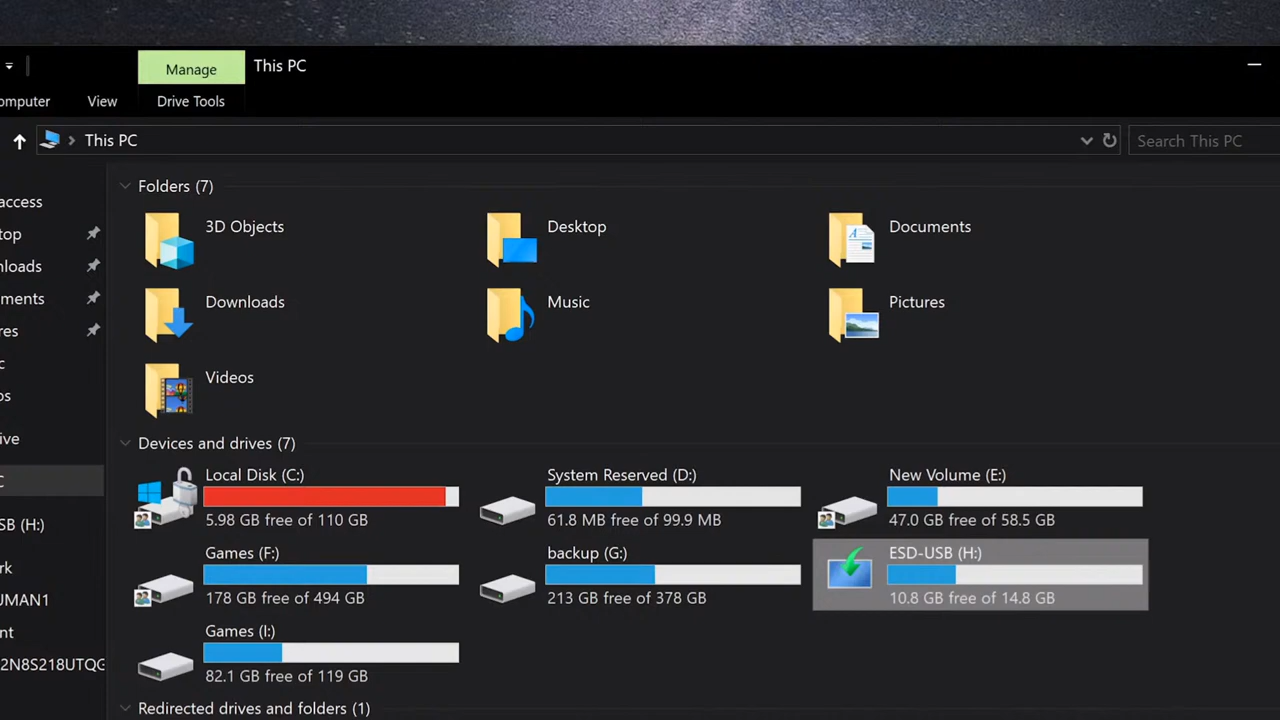 Manage
This PC
omputer
View
Drive Tools
This PC
Search This PC
access
top
nloads
ments
res
c
os
ive
C
SB (H:)
rk
UMAN1
nt
2N8S218UTQG
Folders (7)
3D Objects
Desktop
Documents
Downloads
Music
Pictures
Videos
Devices and drives (7)
Local Disk (C:)
5.98 GB free of 110 GB
System Reserved (D:)
61.8 MB free of 99.9 MB
New Volume (E:)
47.0 GB free of 58.5 GB
Games (F:)
178 GB free of 494 GB
backup (G:)
213 GB free of 378 GB
ESD-USB (H:)
10.8 GB free of 14.8 GB
Games (I:)
82.1 GB free of 119 GB
Redirected drives and folders (1)